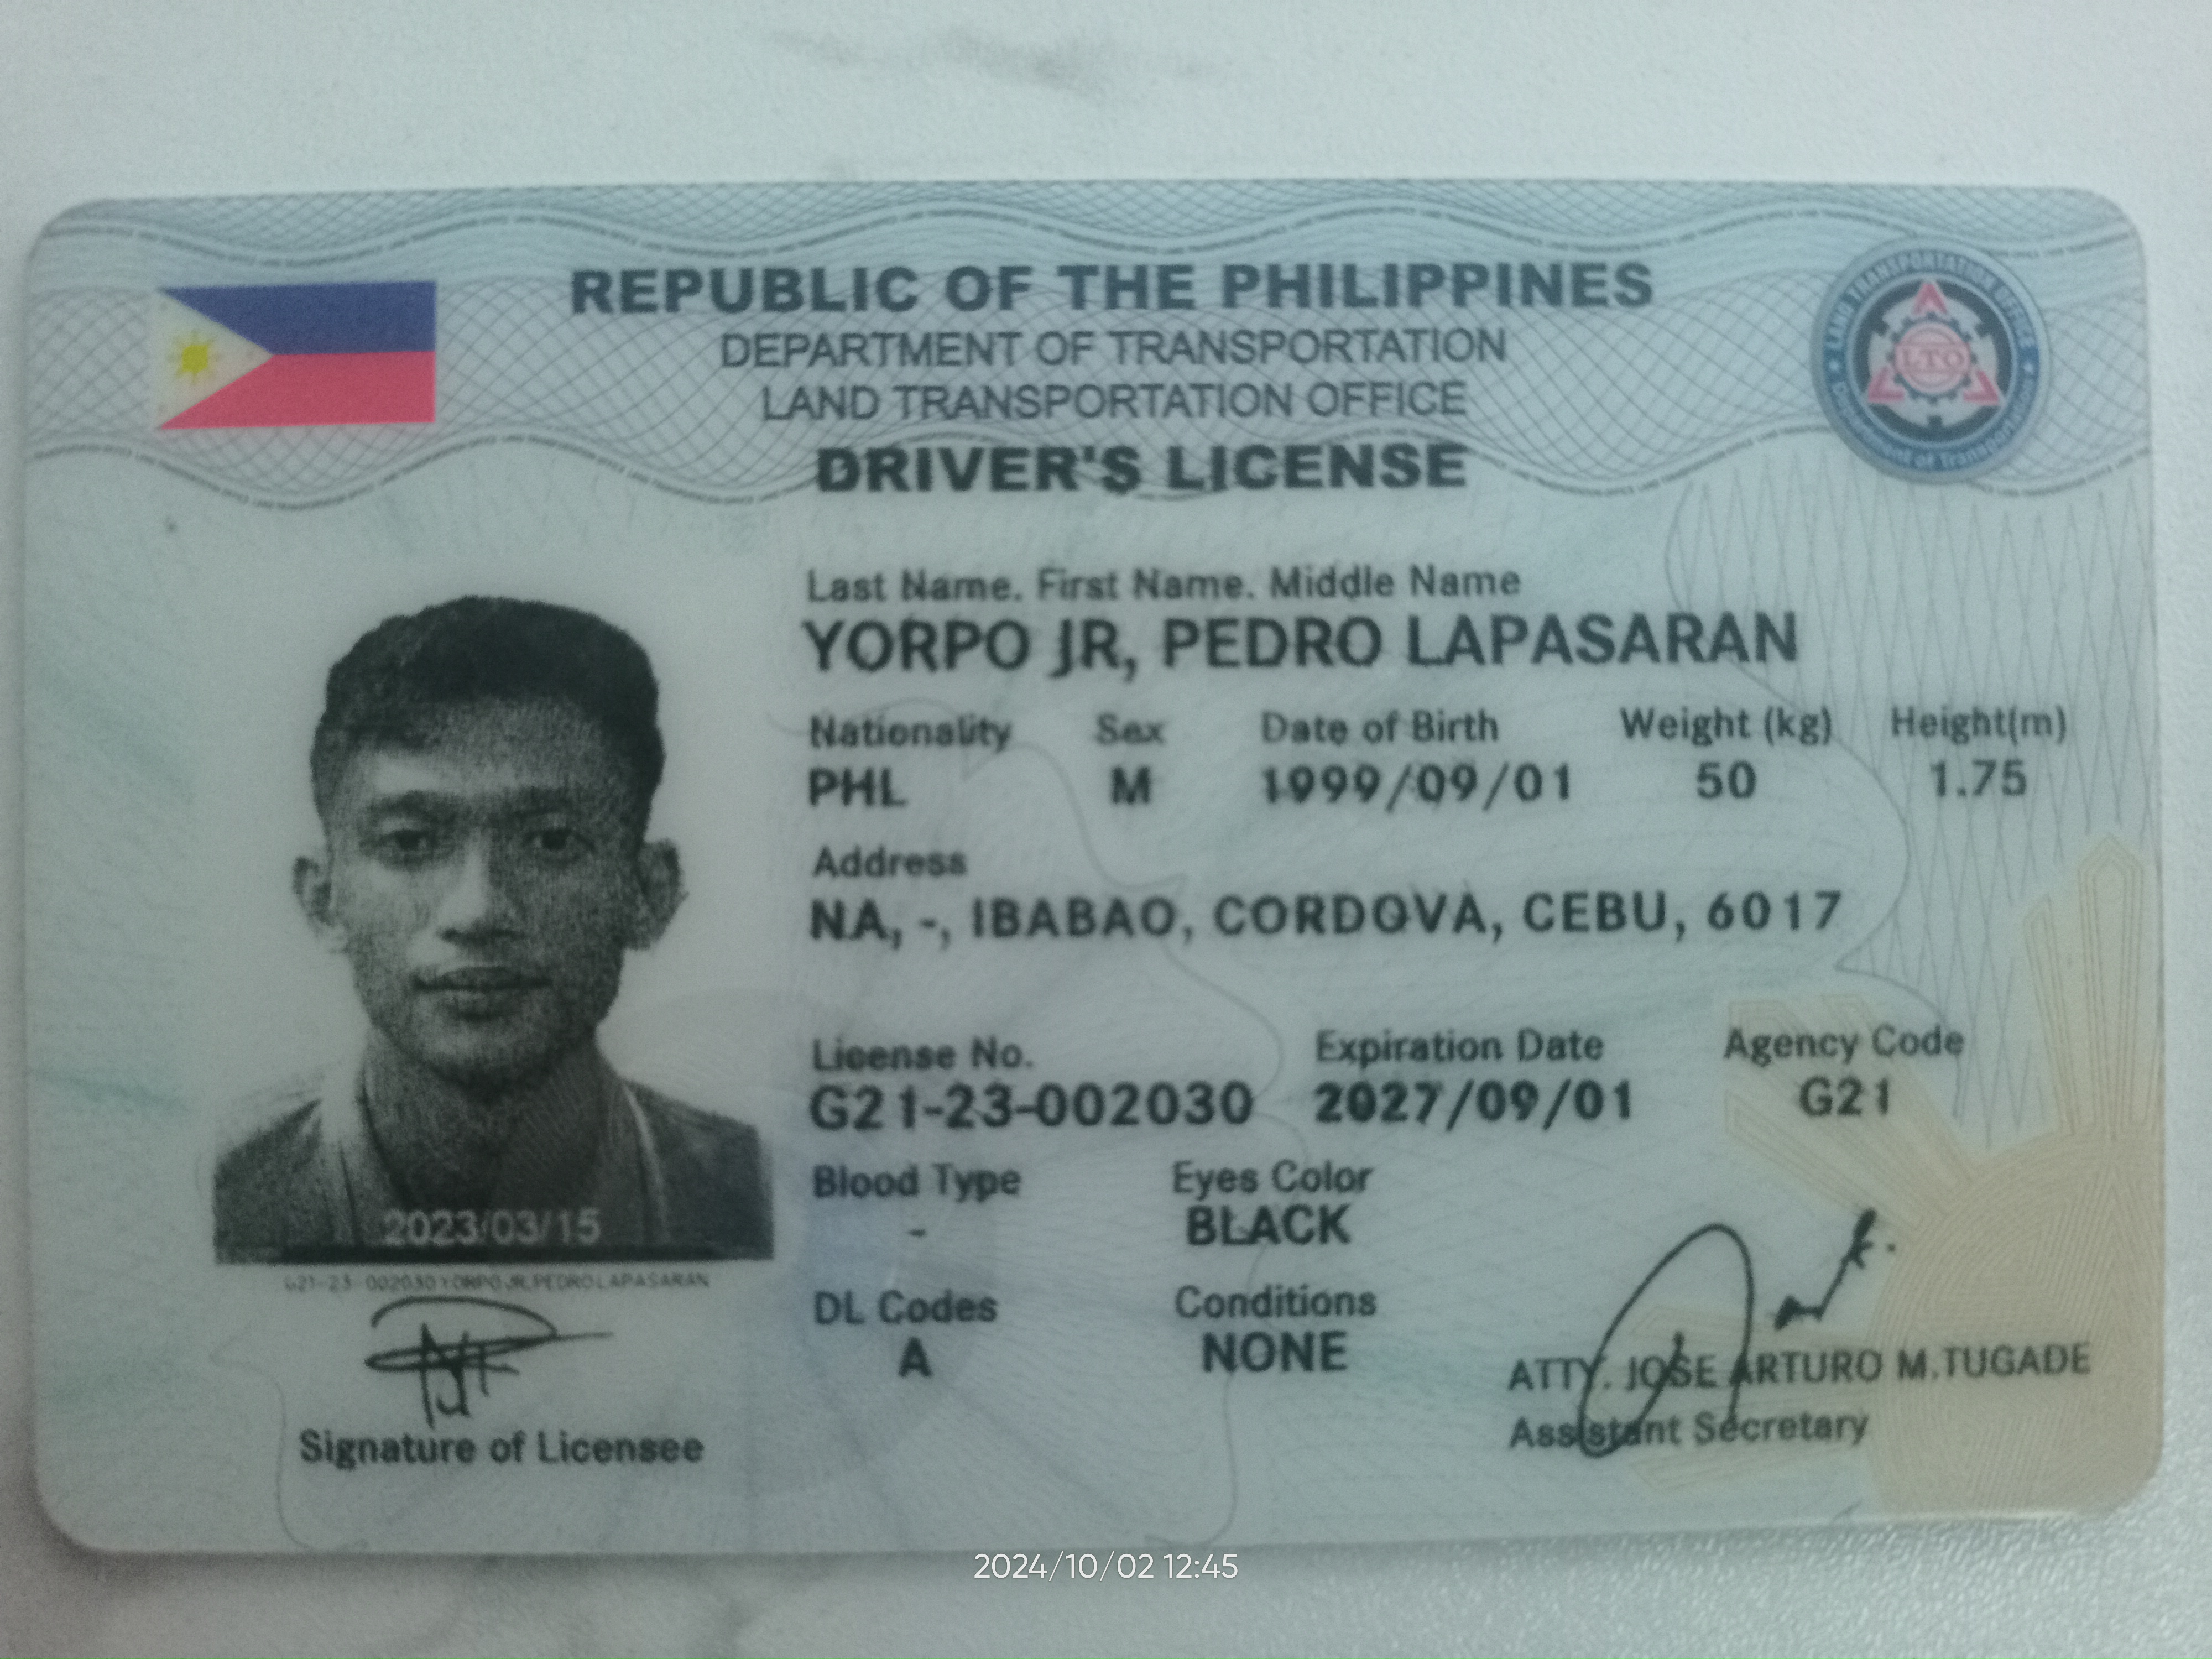 REPUBLIC OF THE PHILIPPINES
DEPARTMENT OF TRANSPORTATION
LAND TRANSPORTATION OFFICE
DRIVER'S LICENSE
LAND TRANSPORTATION OFFICE
LTO
Department of Transportation
Last Name. First Name. Middle Name
YORPO JR, PEDRO LAPASARAN
Nationality Sex Date of Birth Weight (kg) Height(m)
PHL M 1999/09/01 50 1.75
Address
NA, -, IBABAO, CORDOVA, CEBU, 6017
License No. Expiration Date Agency Code
G21-23-002030 2027/09/01 G21
Blood Type Eyes Color
- BLACK
DL Codes Conditions
A NONE
2023/03/15
G21-23-002030YORPO JR,PEDROLAPASARAN
Signature of Licensee
ATTY. JOSE ARTURO M.TUGADE
Assistant Secretary
2024/10/02 12:45